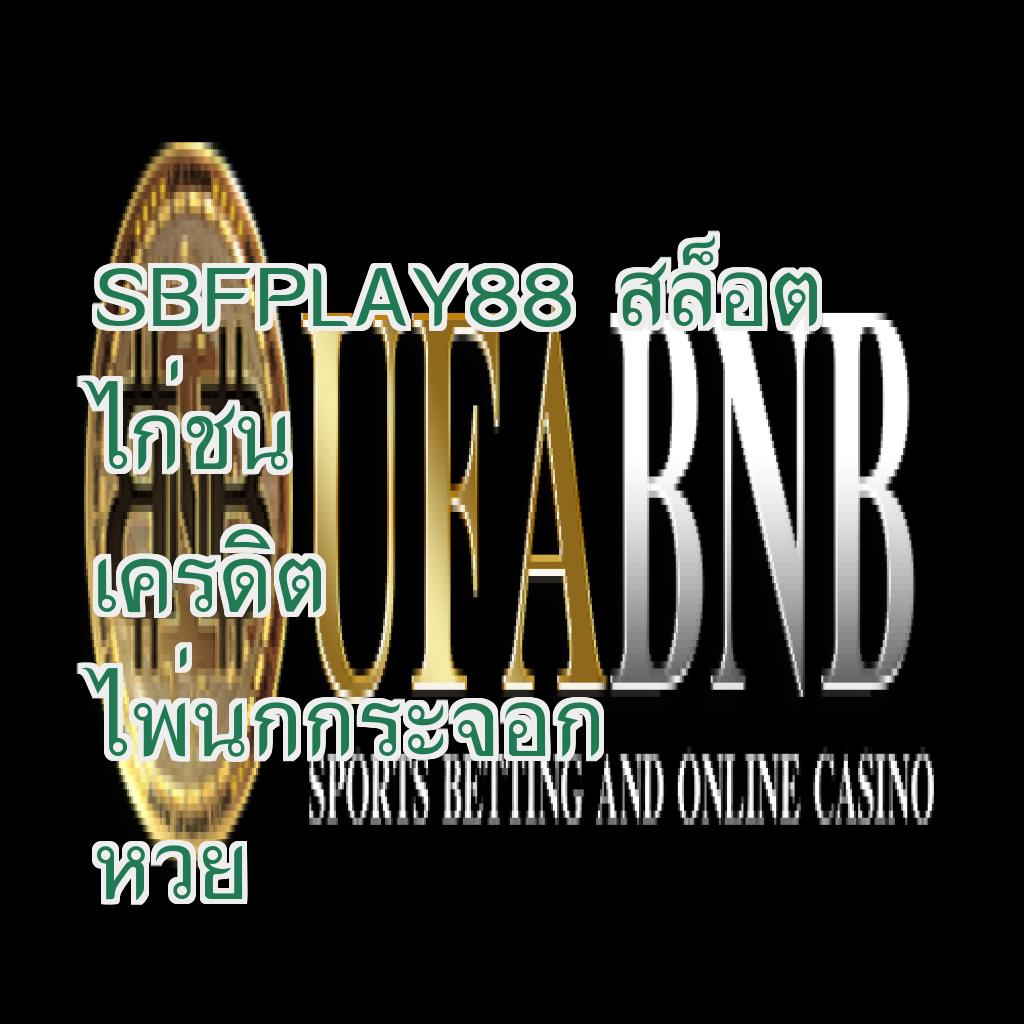 SBFPLAY88 สล็อต
ไก่ชน
UFABNB
เครดิต
ไพ่นกกระจอก
SPORTS BETTING AND ONLINE CASINO
หวย